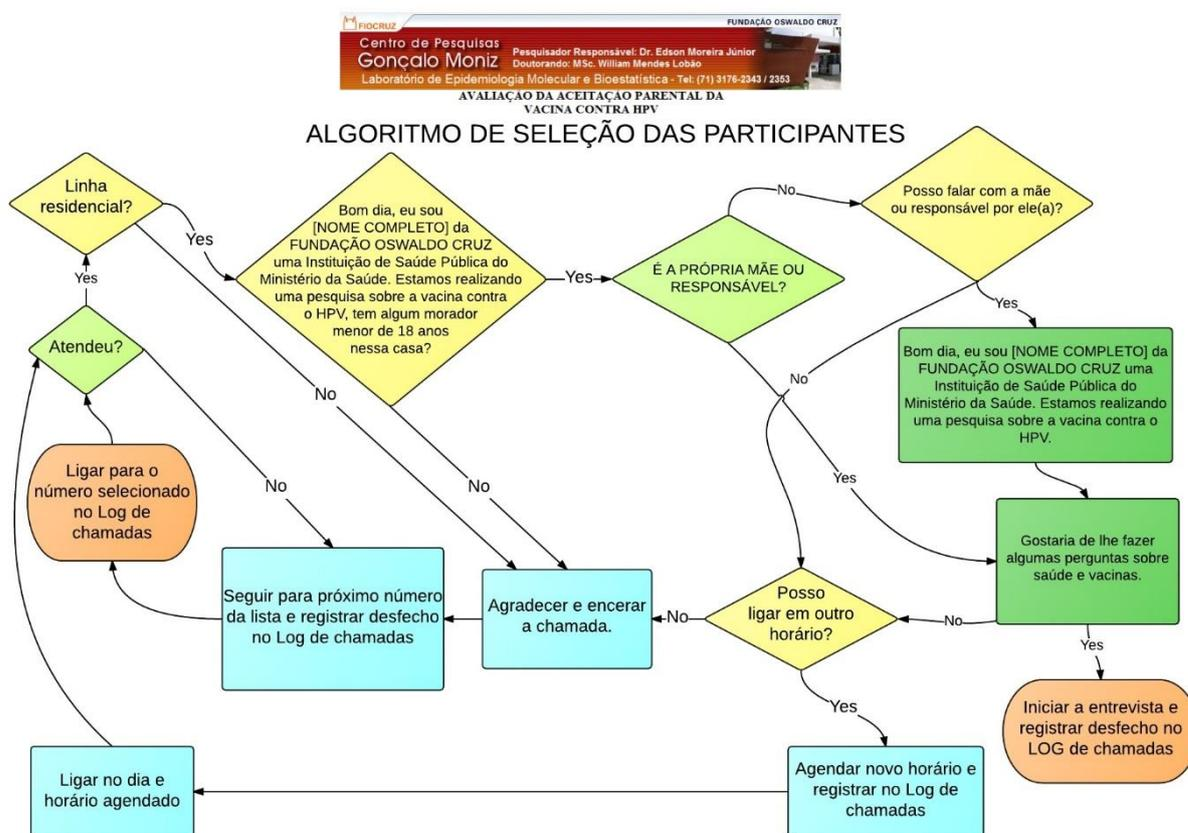 FIOCRUZ
FUNDAÇÃO OSWALDO CRUZ
Centro de Pesquisas
Gonçalo Moniz
Pesquisador Responsável: Dr. Edson Moreira Júnior
Doutorando: MSc. William Mendes Lobão
Laboratório de Epidemiologia Molecular e Bioestatística - Tel: (71) 3176-2343 / 2353
AVALIAÇÃO DA ACEITAÇÃO PARENTAL DA
VACINA CONTRA HPV
ALGORITMO DE SELEÇÃO DAS PARTICIPANTES
Linha
residencial?
Yes
No
Bom dia, eu sou
[NOME COMPLETO] da
FUNDAÇÃO OSWALDO CRUZ
uma Instituição de Saúde Pública do
Ministério da Saúde. Estamos realizando
uma pesquisa sobre a vacina contra
o HPV, tem algum morador
menor de 18 anos
nessa casa?
Yes
No
É A PRÓPRIA MÃE OU
RESPONSÁVEL?
No
Yes
Posso falar com a mãe
ou responsável por ele(a)?
Yes
No
Bom dia, eu sou [NOME COMPLETO] da
FUNDAÇÃO OSWALDO CRUZ uma
Instituição de Saúde Pública do
Ministério da Saúde. Estamos realizando
uma pesquisa sobre a vacina contra o
HPV.
Yes
Atendeu?
No
Ligar para o
número selecionado
no Log de
chamadas
Seguir para próximo número
da lista e registrar desfecho
no Log de chamadas
Agradecer e encerar
a chamada.
No
Posso
ligar em outro
horário?
No
Gostaria de lhe fazer
algumas perguntas sobre
saúde e vacinas.
Yes
Yes
Iniciar a entrevista e
registrar desfecho no
LOG de chamadas
Ligar no dia e
horário agendado
Agendar novo horário e
registrar no Log de
chamadas